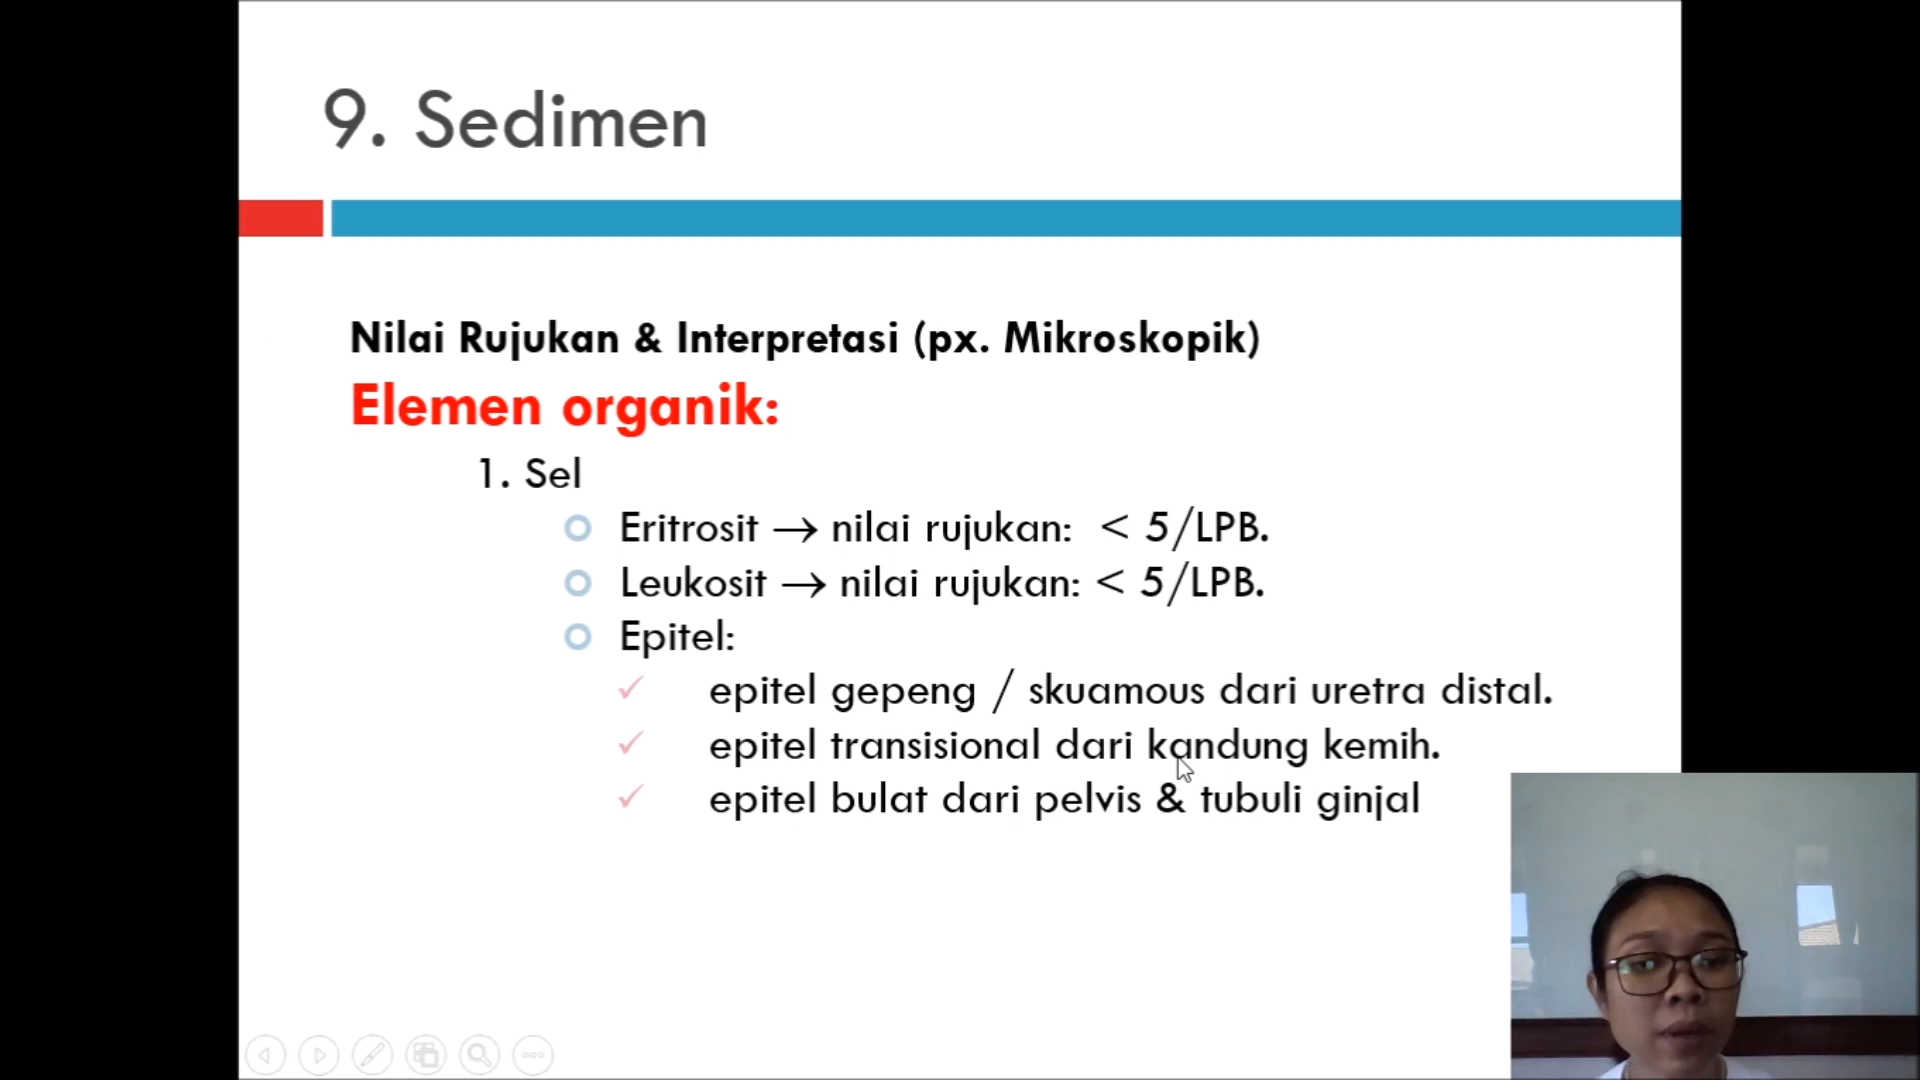 9. Sedimen
Nilai Rujukan & Interpretasi (px. Mikroskopik)
Elemen organik:
1. Sel
Eritrosit → nilai rujukan: < 5/LPB.
Leukosit → nilai rujukan: < 5/LPB.
Epitel:
✓ epitel gepeng / skuamous dari uretra distal.
✓ epitel transisional dari kandung kemih.
✓ epitel bulat dari pelvis & tubuli ginjal